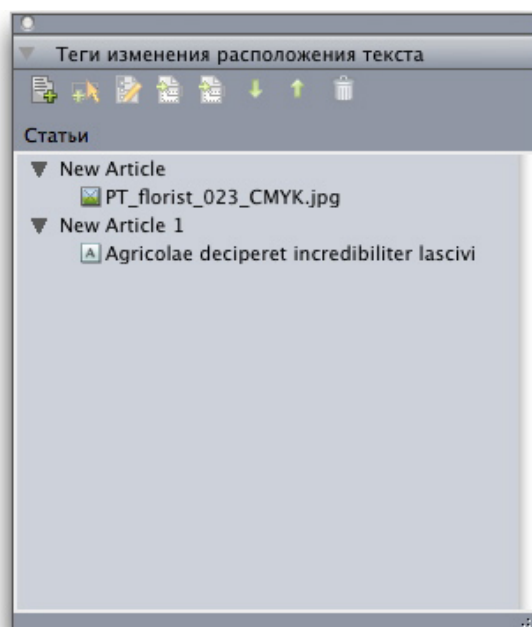 Теги изменения расположения текста
Статьи
New Article
PT_florist_023_CMYK.jpg
New Article 1
A
Agricolae deciperet incredibiliter lascivi